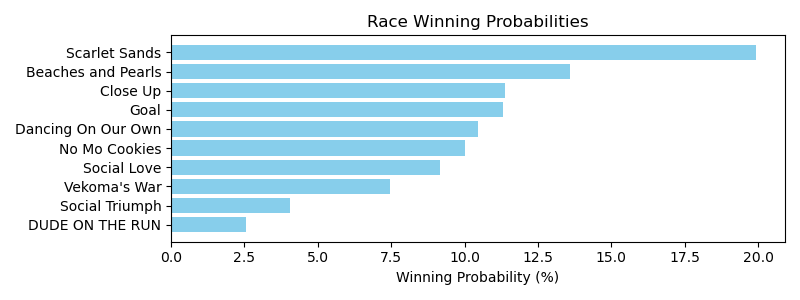 Race Winning Probabilities
Scarlet Sands
Beaches and Pearls
Close Up
Goal
Dancing On Our Own
No Mo Cookies
Social Love
Vekoma's War
Social Triumph
DUDE ON THE RUN
0.0 2.5 5.0 7.5 10.0 12.5 15.0 17.5 20.0
Winning Probability (%)